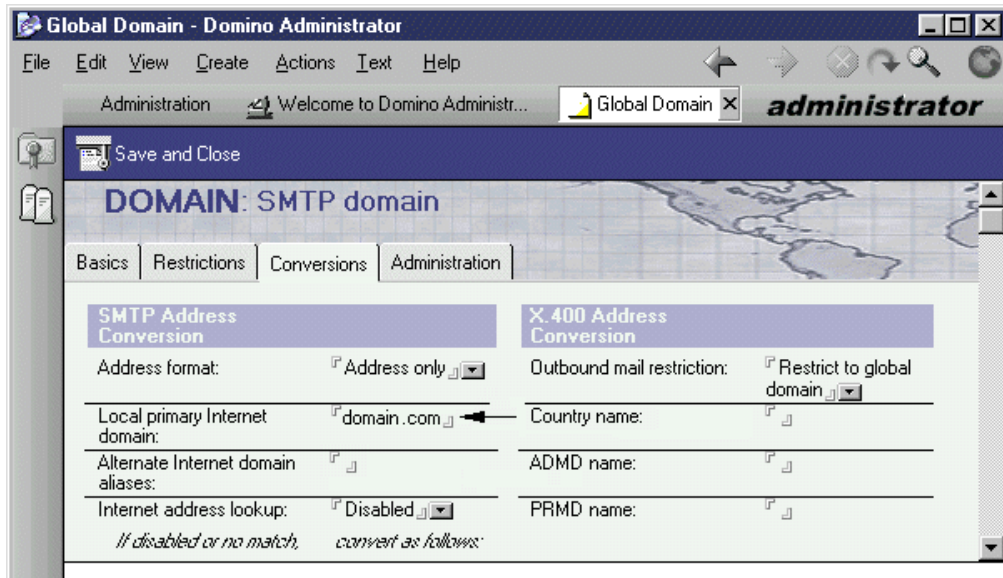 Global Domain - Domino Administrator
File Edit View Create Actions Text Help
Administration Welcome to Domino Administr... Global Domain administrator
Save and Close
DOMAIN: SMTP domain
Basics Restrictions Conversions Administration
SMTP Address
Conversion
Address format: Address only
Local primary Internet
domain: domain.com
Alternate Internet domain
aliases:
Internet address lookup: Disabled
If disabled or no match, convert as follows:
X.400 Address
Conversion
Outbound mail restriction: Restrict to global
domain
Country name:
ADMD name:
PRMD name: